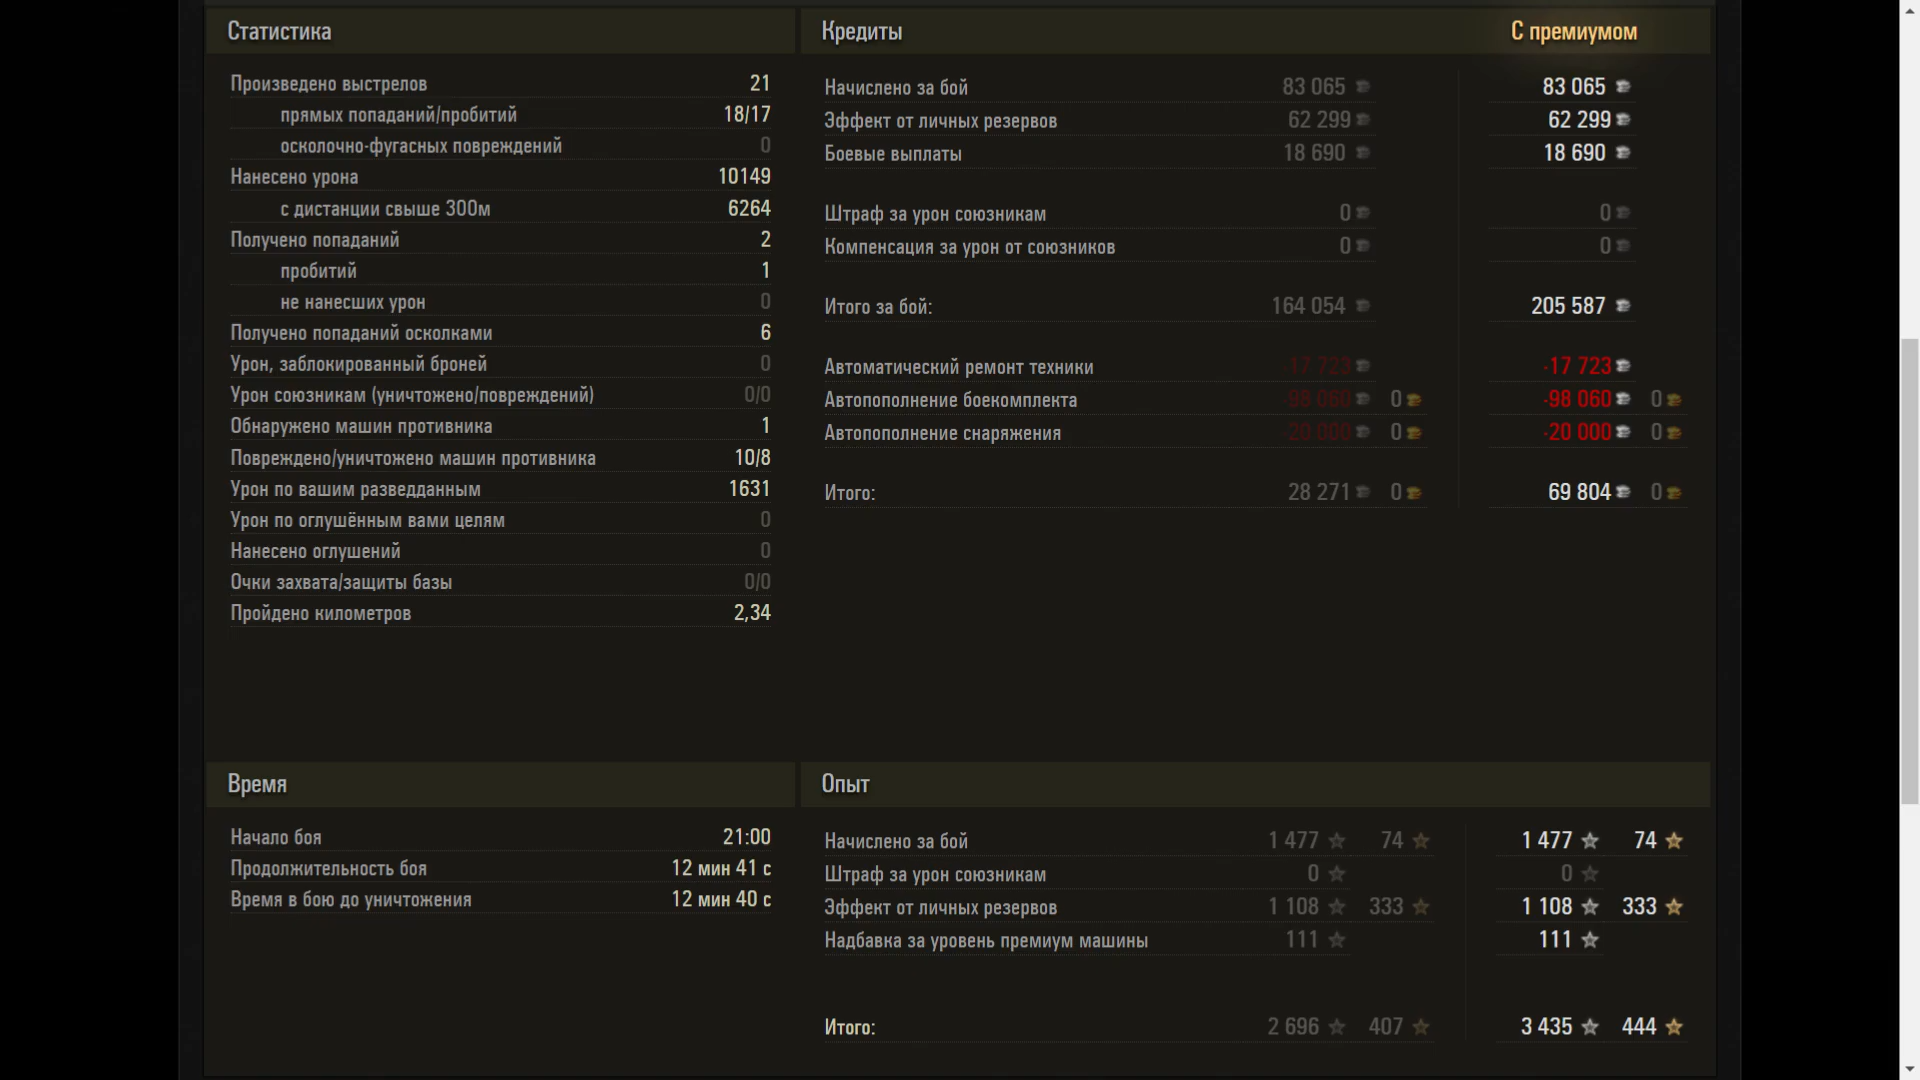 Статистика
Произведено выстрелов 21
прямых попаданий/пробитий 18/17
осколочно-фугасных повреждений 0
Нанесено урона 10149
с дистанции свыше 300м 6264
Получено попаданий 2
пробитий 1
не нанесших урон 0
Получено попаданий осколками 6
Урон, заблокированный броней 0
Урон союзникам (уничтожено/повреждений) 0/0
Обнаружено машин противника 1
Повреждено/уничтожено машин противника 10/8
Урон по вашим разведданным 1631
Урон по оглушённым вами целям 0
Нанесено оглушений 0
Очки захвата/защиты базы 0/0
Пройдено километров 2,34
Кредиты С премиумом
Начислено за бой 83 065 83 065
Эффект от личных резервов 62 299 62 299
Боевые выплаты 18 690 18 690
Штраф за урон союзникам 0 0
Компенсация за урон от союзников 0 0
Итого за бой: 164 054 205 587
Автоматический ремонт техники -17 723 -17 723
Автопополнение боекомплекта -98 060 0 -98 060 0
Автопополнение снаряжения -20 000 0 -20 000 0
Итого: 28 271 0 69 804 0
Время
Начало боя 21:00
Продолжительность боя 12 мин 41 с
Время в бою до уничтожения 12 мин 40 с
Опыт
Начислено за бой 1 477 74 1 477 74
Штраф за урон союзникам 0 0
Эффект от личных резервов 1 108 333 1 108 333
Надбавка за уровень премиум машины 111 111
Итого: 2 696 407 3 435 444